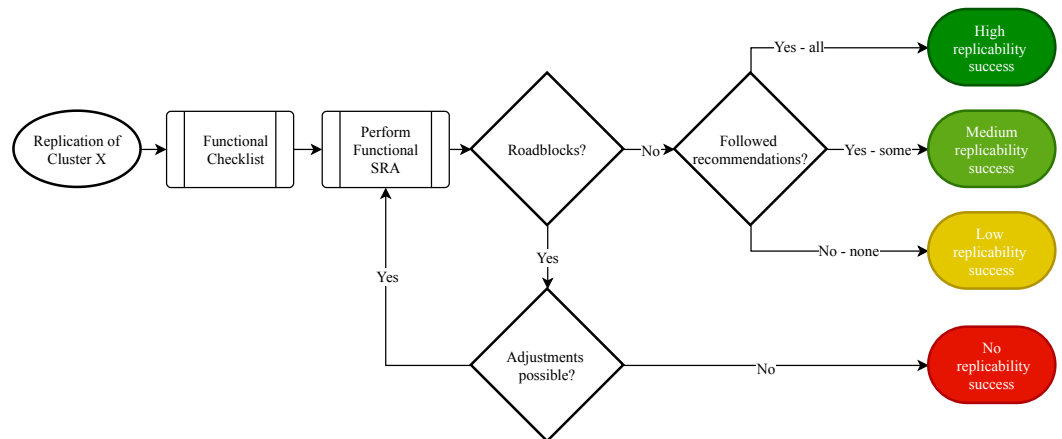 Replication of
Cluster X
Functional
Checklist
Perform
Functional
SRA
Roadblocks?
No
Followed
recommendations?
Yes - all
High
replicability
success
Yes - some
Medium
replicability
success
No - none
Low
replicability
success
Yes
Adjustments
possible?
Yes
No
No
replicability
success